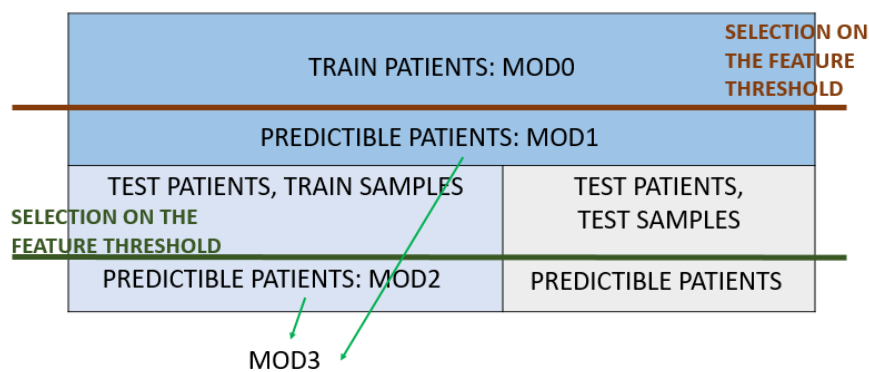 SELECTION ON
THE FEATURE
THRESHOLD
TRAIN PATIENTS: MOD0
PREDICTIBLE PATIENTS: MOD1
TEST PATIENTS, TRAIN SAMPLES
TEST PATIENTS,
TEST SAMPLES
SELECTION ON THE
FEATURE THRESHOLD
PREDICTIBLE PATIENTS: MOD2
PREDICTIBLE PATIENTS
MOD3